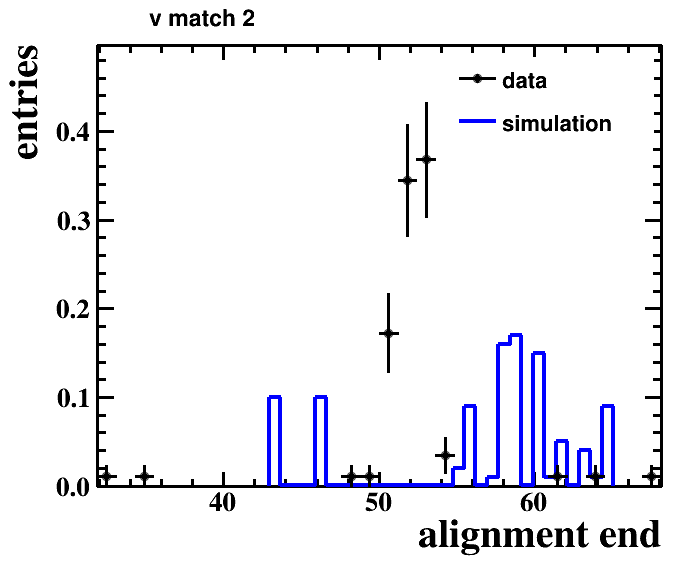 v match 2
entries
data
simulation
0.4
0.3
0.2
0.1
0.0
40
50
60
alignment end